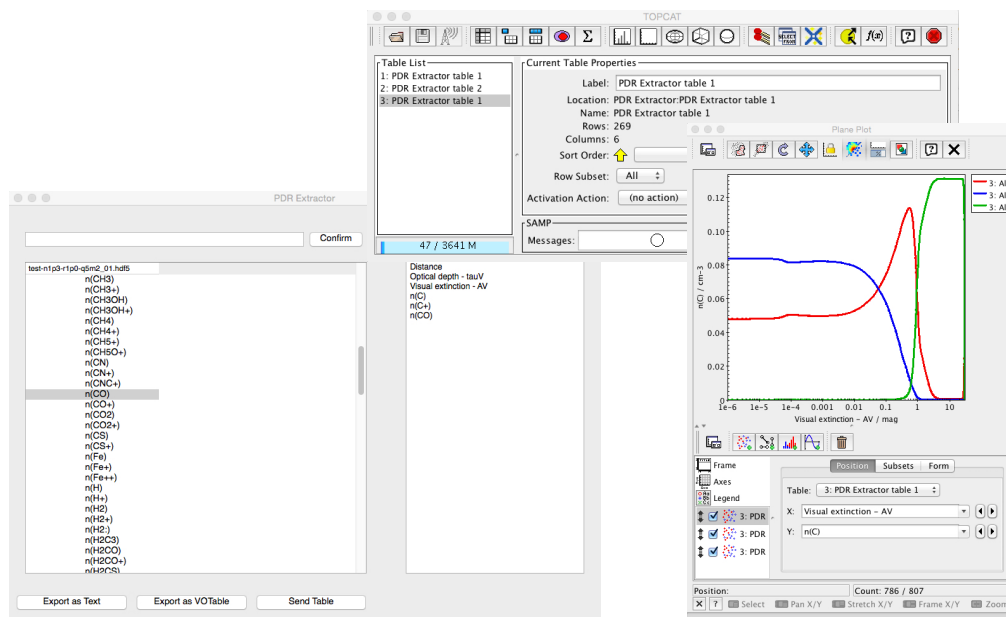 TOPCAT
Σ
f(x)
?
Table List
1: PDR Extractor table 1
2: PDR Extractor table 2
3: PDR Extractor table 1
47 / 3641 M
Current Table Properties
Label: PDR Extractor table 1
Location: PDR Extractor:PDR Extractor table 1
Name: PDR Extractor table 1
Rows: 269
Columns: 6
Sort Order:
Row Subset: All
Activation Action: (no action)
SAMP
Messages:
PDR Extractor
Confirm
test-n1p3-r1p0-q5m2_01.hdf5
n(CH3)
n(CH3+)
n(CH3OH)
n(CH3OH+)
n(CH4)
n(CH4+)
n(CH5+)
n(CH5O+)
n(CN)
n(CN+)
n(CNC+)
n(CO)
n(CO+)
n(CO2)
n(CO2+)
n(CS)
n(CS+)
n(Fe)
n(Fe+)
n(Fe++)
n(H)
n(H+)
n(H2)
n(H2+)
n(H2:)
n(H2C3)
n(H2CO)
n(H2CO+)
n(H2CS)
Distance
Optical depth - tauV
Visual extinction - AV
n(C)
n(C+)
n(CO)
Export as Text
Export as VOTable
Send Table
Plane Plot
?
0.12
0.10
0.08
0.06
0.04
0.02
0
n(C) / cm-3
1e-6 1e-5 1e-4 0.001 0.01 0.1 1 10
Visual extinction - AV / mag
3: Al
3: Al
3: Al
Frame
Axes
Legend
3: PDR
3: PDR
3: PDR
Position Subsets Form
Table: 3: PDR Extractor table 1
X: Visual extinction - AV
Y: n(C)
Position:
Count: 786 / 807
? Select Pan X/Y Stretch X/Y Frame X/Y Zoom